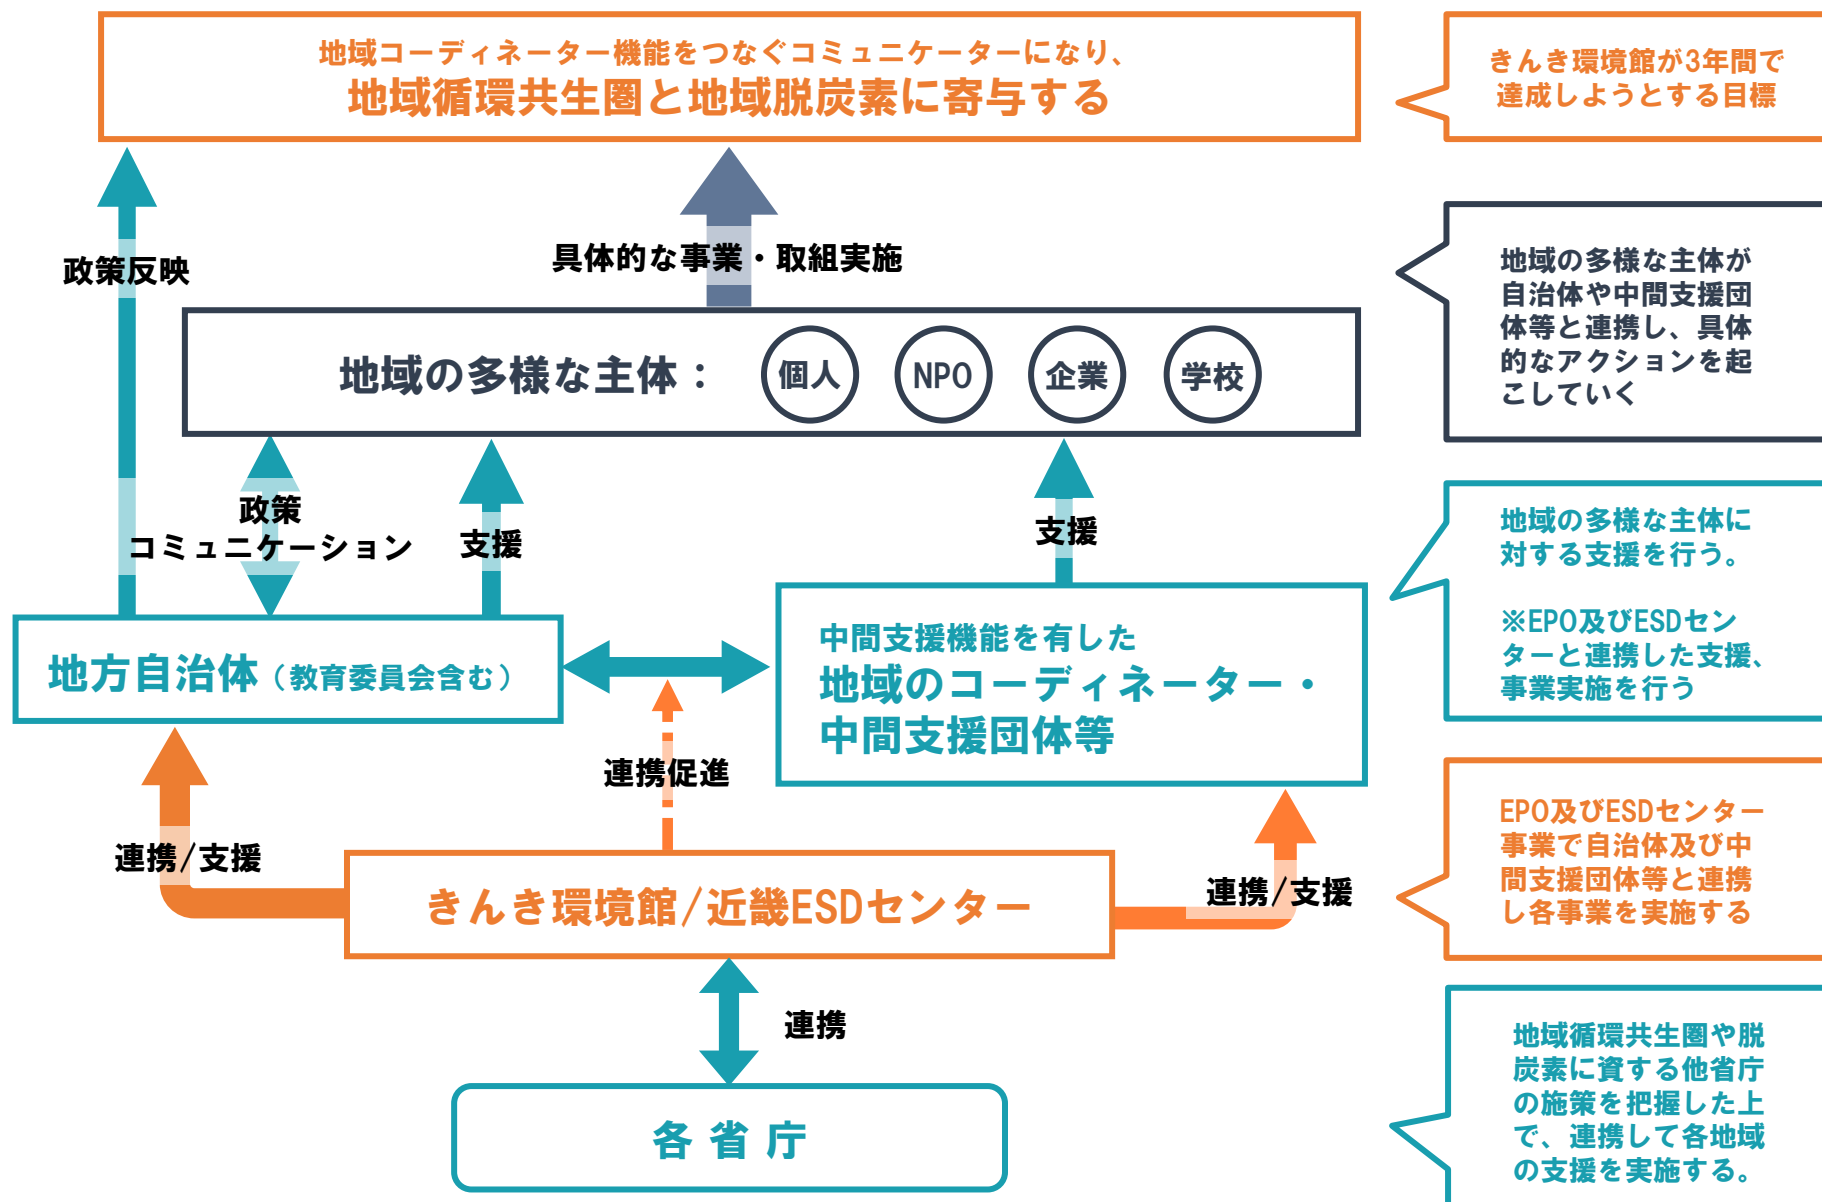 地域コーディネーター機能をつなぐコミュニケーターになり、
地域循環共生圏と地域脱炭素に寄与する
きんき環境館が3年間で
達成しようとする目標
政策反映
具体的な事業・取組実施
地域の多様な主体：
個人
NPO
企業
学校
地域の多様な主体が
自治体や中間支援団
体等と連携し、具体
的なアクションを起
こしていく
政策
コミュニケーション
支援
支援
地域の多様な主体に
対する支援を行う。
※EPO及びESDセン
ターと連携した支援、
事業実施を行う
地方自治体（教育委員会含む）
中間支援機能を有した
地域のコーディネーター・
中間支援団体等
連携促進
連携/支援
連携/支援
きんき環境館/近畿ESDセンター
EPO及びESDセンター
事業で自治体及び中
間支援団体等と連携
し各事業を実施する
連携
各省庁
地域循環共生圏や脱
炭素に資する他省庁
の施策を把握した上
で、連携して各地域
の支援を実施する。